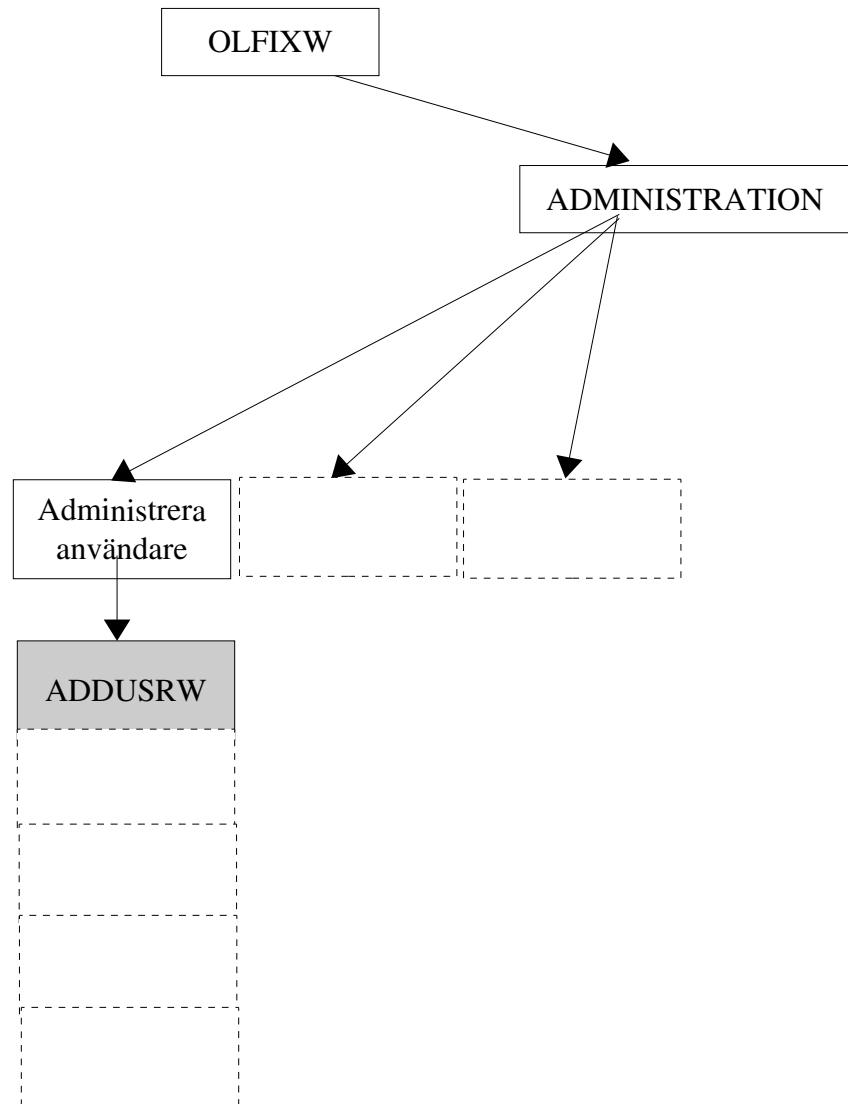 OLFIXW
ADMINISTRATION
Administrera
användare
ADDUSRW